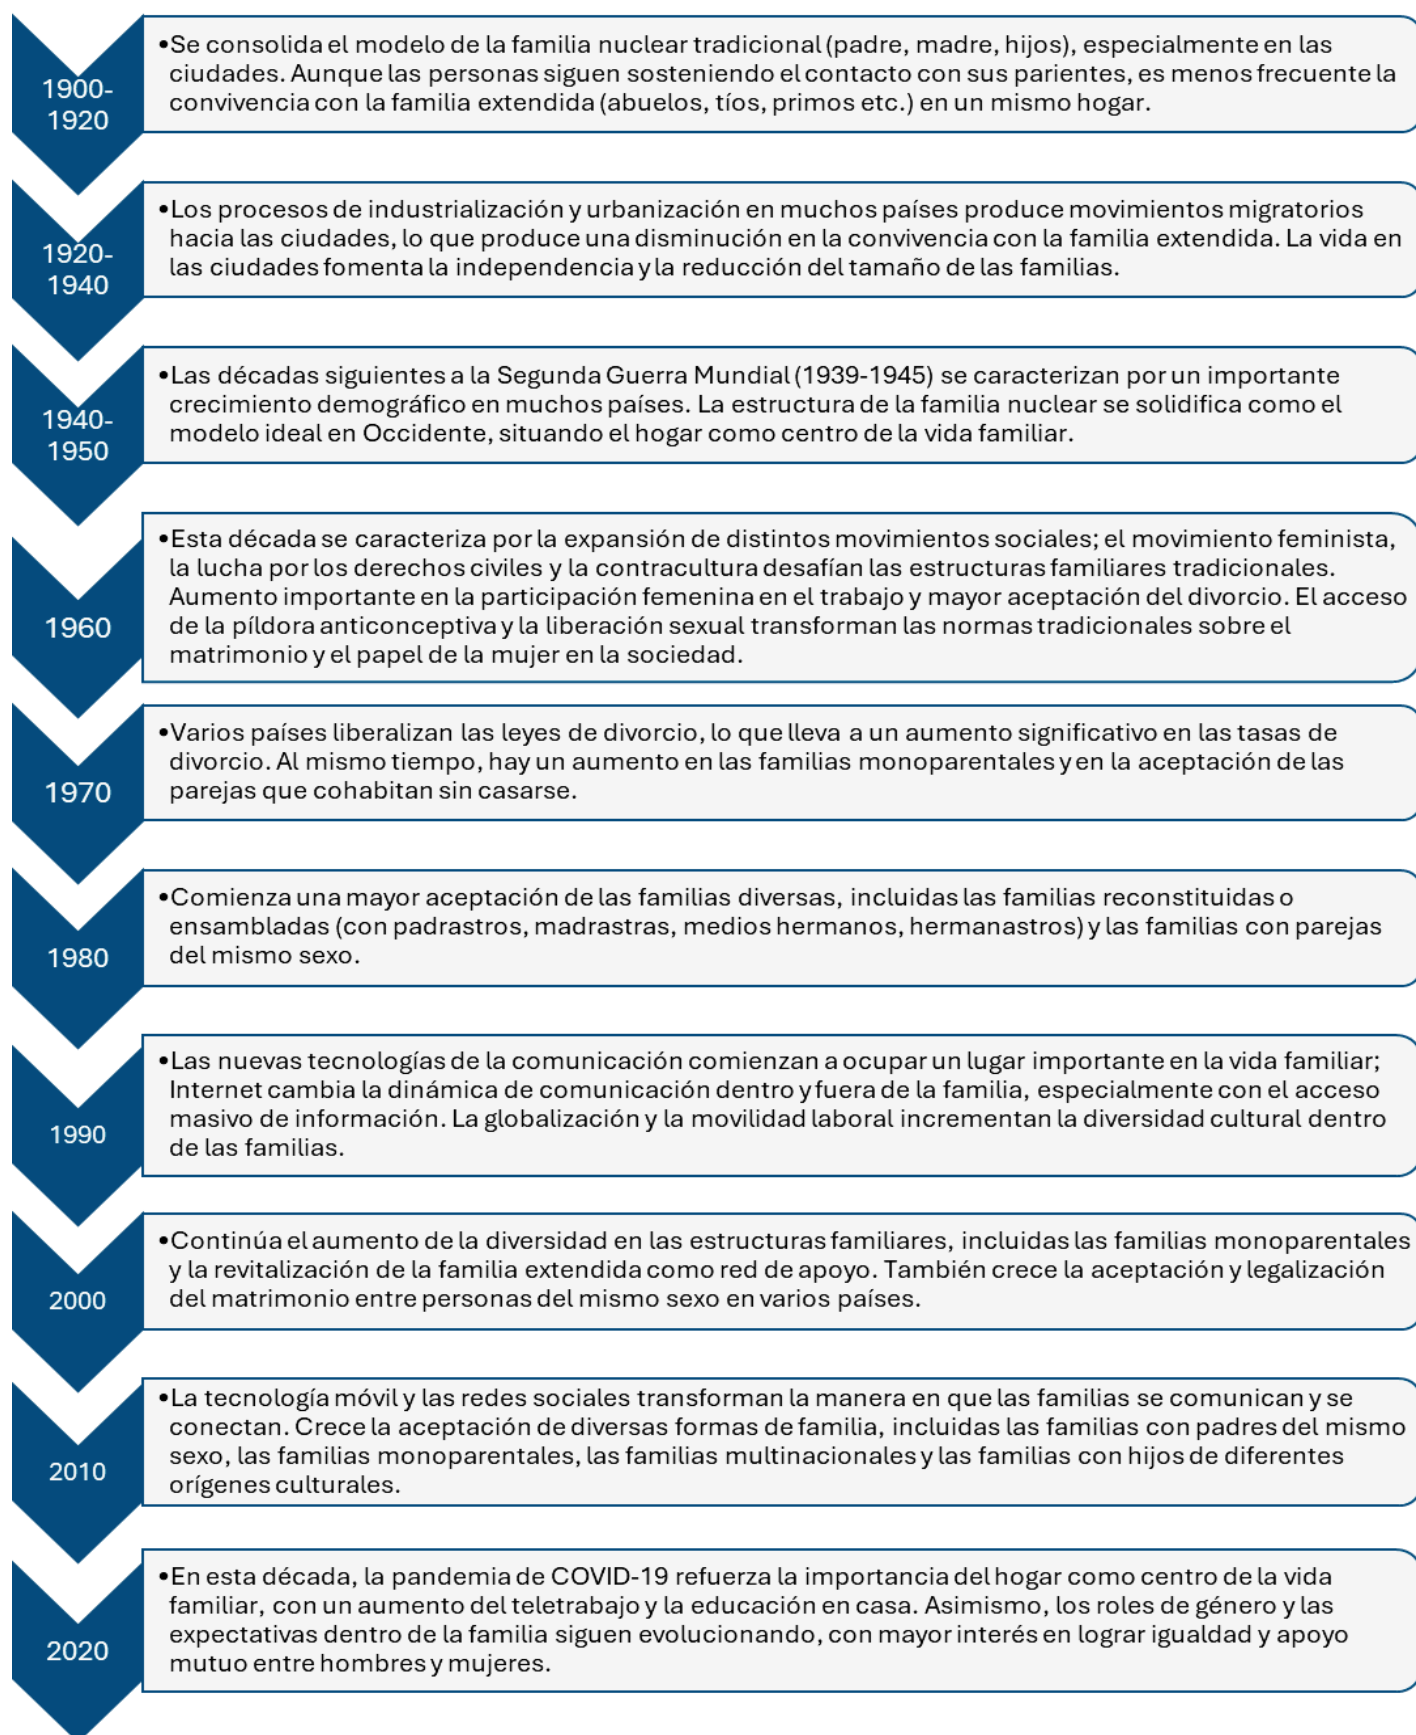 1900-
1920
•Se consolida el modelo de la familia nuclear tradicional (padre, madre, hijos), especialmente en las
ciudades. Aunque las personas siguen sosteniendo el contacto con sus parientes, es menos frecuente la
convivencia con la familia extendida (abuelos, tíos, primos etc.) en un mismo hogar.
1920-
1940
•Los procesos de industrialización y urbanización en muchos países produce movimientos migratorios
hacia las ciudades, lo que produce una disminución en la convivencia con la familia extendida. La vida en
las ciudades fomenta la independencia y la reducción del tamaño de las familias.
1940-
1950
•Las décadas siguientes a la Segunda Guerra Mundial (1939-1945) se caracterizan por un importante
crecimiento demográfico en muchos países. La estructura de la familia nuclear se solidifica como el
modelo ideal en Occidente, situando el hogar como centro de la vida familiar.
1960
•Esta década se caracteriza por la expansión de distintos movimientos sociales; el movimiento feminista,
la lucha por los derechos civiles y la contracultura desafían las estructuras familiares tradicionales.
Aumento importante en la participación femenina en el trabajo y mayor aceptación del divorcio. El acceso
de la píldora anticonceptiva y la liberación sexual transforman las normas tradicionales sobre el
matrimonio y el papel de la mujer en la sociedad.
1970
•Varios países liberalizan las leyes de divorcio, lo que lleva a un aumento significativo en las tasas de
divorcio. Al mismo tiempo, hay un aumento en las familias monoparentales y en la aceptación de las
parejas que cohabitan sin casarse.
1980
•Comienza una mayor aceptación de las familias diversas, incluidas las familias reconstituidas o
ensambladas (con padrastros, madrastras, medios hermanos, hermanastros) y las familias con parejas
del mismo sexo.
1990
•Las nuevas tecnologías de la comunicación comienzan a ocupar un lugar importante en la vida familiar;
Internet cambia la dinámica de comunicación dentro y fuera de la familia, especialmente con el acceso
masivo de información. La globalización y la movilidad laboral incrementan la diversidad cultural dentro
de las familias.
2000
•Continúa el aumento de la diversidad en las estructuras familiares, incluidas las familias monoparentales
y la revitalización de la familia extendida como red de apoyo. También crece la aceptación y legalización
del matrimonio entre personas del mismo sexo en varios países.
2010
•La tecnología móvil y las redes sociales transforman la manera en que las familias se comunican y se
conectan. Crece la aceptación de diversas formas de familia, incluidas las familias con padres del mismo
sexo, las familias monoparentales, las familias multinacionales y las familias con hijos de diferentes
orígenes culturales.
2020
•En esta década, la pandemia de COVID-19 refuerza la importancia del hogar como centro de la vida
familiar, con un aumento del teletrabajo y la educación en casa. Asimismo, los roles de género y las
expectativas dentro de la familia siguen evolucionando, con mayor interés en lograr igualdad y apoyo
mutuo entre hombres y mujeres.